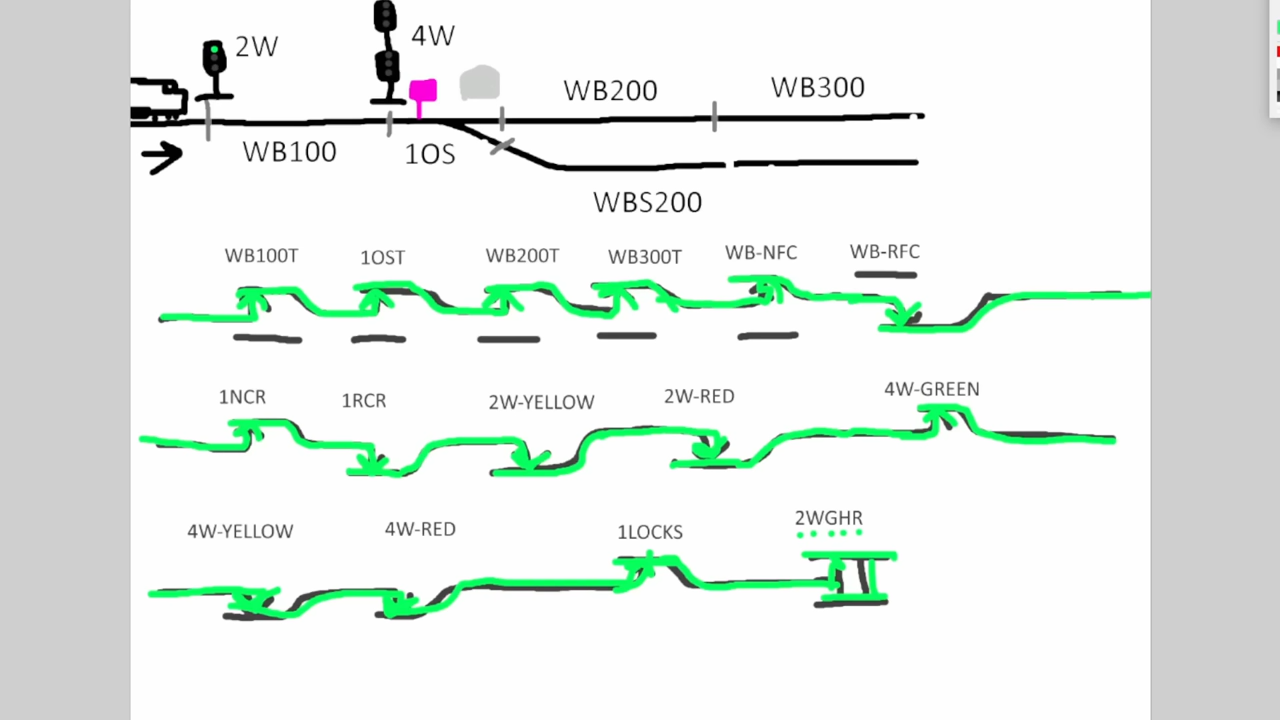 2W
4W
WB200
WB300
WB100
1OS
WBS200
WB100T
1OST
WB200T
WB300T
WB-NFC
WB-RFC
1NCR
1RCR
2W-YELLOW
2W-RED
4W-GREEN
4W-YELLOW
4W-RED
1LOCKS
2WGHR